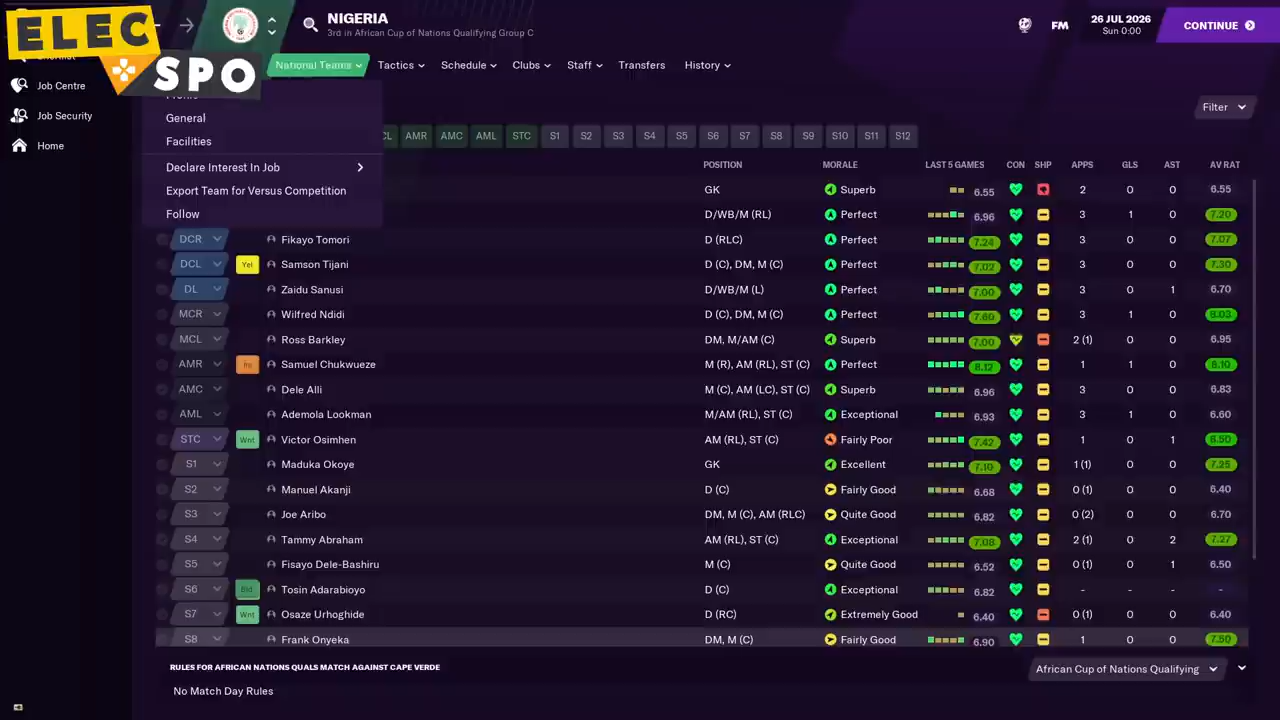 ELEC
SPO
NIGERIA
3rd in African Cup of Nations Qualifying Group C
FM
26 JUL 2026
Sun 0:00
CONTINUE
National Teams
Tactics
Schedule
Clubs
Staff
Transfers
History
Job Centre
Job Security
Home
General
Facilities
Declare Interest In Job
Export Team for Versus Competition
Follow
Filter
CL AMR AMC AML STC S1 S2 S3 S4 S5 S6 S7 S8 S9 S10 S11 S12
POSITION MORALE LAST 5 GAMES CON SHP APPS GLS AST AV RAT
GK Superb 6.55 2 0 0 6.55
D/WB/M (RL) Perfect 6.96 3 1 0 7.20
DCR Fikayo Tomori D (RLC) Perfect 7.24 3 0 0 7.07
DCL Yel Samson Tijani D (C), DM, M (C) Perfect 7.02 3 0 0 7.30
DL Zaidu Sanusi D/WB/M (L) Perfect 7.00 3 0 1 6.70
MCR Wilfred Ndidi D (C), DM, M (C) Perfect 7.60 3 1 0 8.03
MCL Ross Barkley DM, M/AM (C) Superb 7.00 2 (1) 0 0 6.95
AMR Samuel Chukwueze M (R), AM (RL), ST (C) Perfect 8.12 1 1 0 8.10
AMC Dele Alli M (C), AM (LC), ST (C) Superb 6.96 3 0 0 6.83
AML Ademola Lookman M/AM (RL), ST (C) Exceptional 6.93 3 1 0 6.60
STC Wnt Victor Osimhen AM (RL), ST (C) Fairly Poor 7.42 1 0 1 8.50
S1 Maduka Okoye GK Excellent 7.10 1 (1) 0 0 7.25
S2 Manuel Akanji D (C) Fairly Good 6.68 0 (1) 0 0 6.40
S3 Joe Aribo DM, M (C), AM (RLC) Quite Good 6.82 0 (2) 0 0 6.70
S4 Tammy Abraham AM (RL), ST (C) Exceptional 7.08 2 (1) 0 2 7.27
S5 Fisayo Dele-Bashiru M (C) Quite Good 6.52 0 (1) 0 1 6.50
S6 Bid Tosin Adarabioyo D (C) Exceptional 6.82 - - - -
S7 Wnt Osaze Urhoghide D (RC) Extremely Good 6.40 0 (1) 0 0 6.40
S8 Frank Onyeka DM, M (C) Fairly Good 6.90 1 0 0 7.50
RULES FOR AFRICAN NATIONS QUALS MATCH AGAINST CAPE VERDE
African Cup of Nations Qualifying
No Match Day Rules